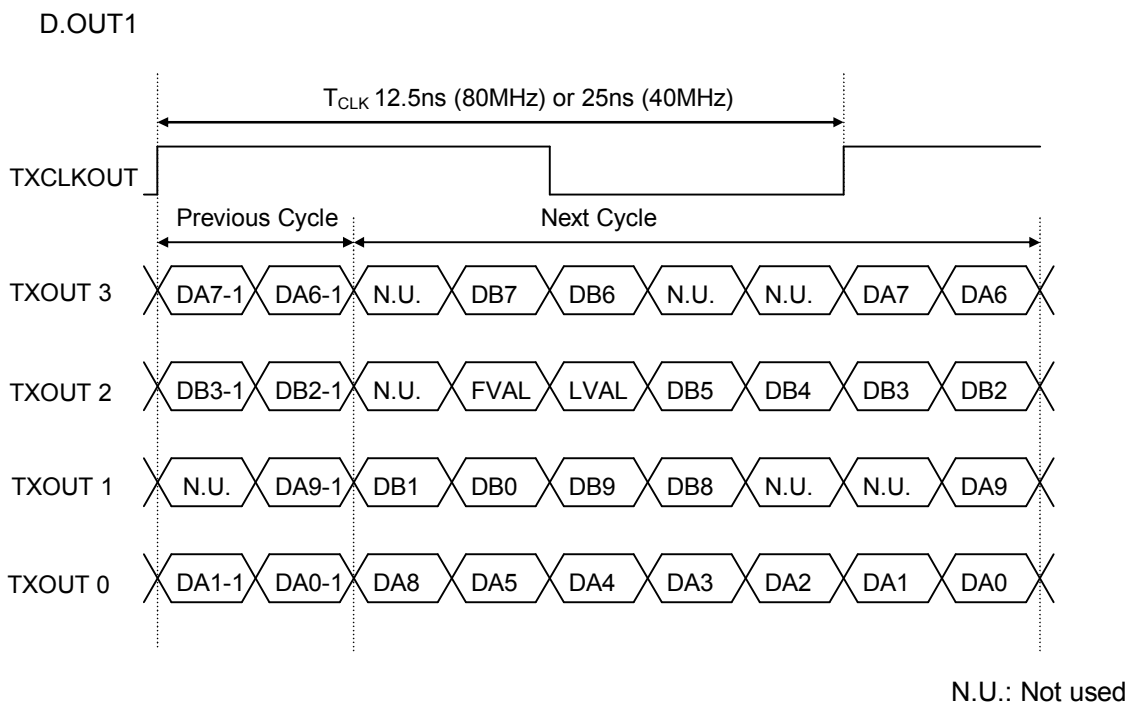 D.OUT1
TCLK 12.5ns (80MHz) or 25ns (40MHz)
TXCLKOUT
Previous Cycle Next Cycle
TXOUT 3 DA7-1 DA6-1 N.U. DB7 DB6 N.U. N.U. DA7 DA6
TXOUT 2 DB3-1 DB2-1 N.U. FVAL LVAL DB5 DB4 DB3 DB2
TXOUT 1 N.U. DA9-1 DB1 DB0 DB9 DB8 N.U. N.U. DA9
TXOUT 0 DA1-1 DA0-1 DA8 DA5 DA4 DA3 DA2 DA1 DA0
N.U.: Not used